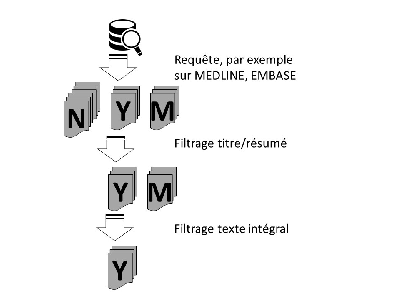 Requête, par exemple
sur MEDLINE, EMBASE
N Y M
Filtrage titre/résumé
Y M
Filtrage texte intégral
Y